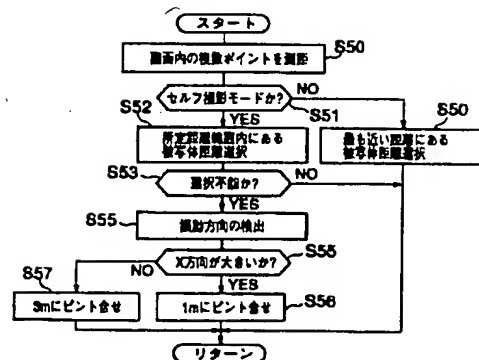 スタート
S50
画面内の複数ポイントを測距
セルフ撮影モードか?
NO
S51
YES
S52
所定距離範囲内にある
被写体距離選択
S50
最も近い距離にある
被写体距離選択
S53
選択不能か?
NO
YES
S55
振動方向の検出
S55
X方向が大きいか?
NO
YES
S57
3mにピント合せ
1mにピント合せ
S56
リターン